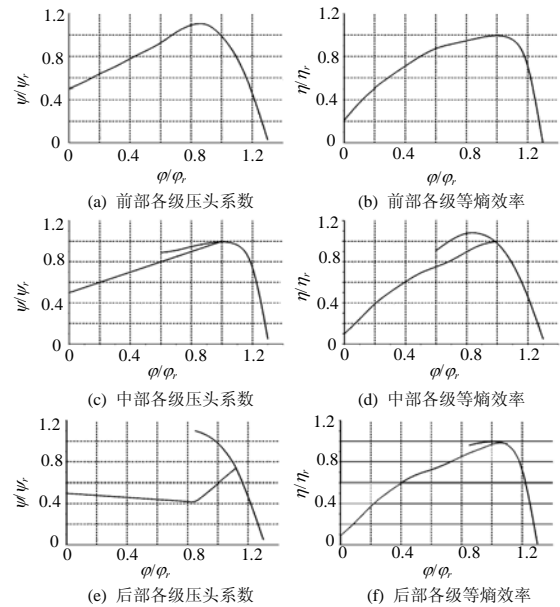 1.2
0.8
0.4
0
ψ/ψr
0 0.4 0.8 1.2
φ/φr
(a) 前部各级压头系数
1.2
0.8
0.4
0
η/ηr
0 0.4 0.8 1.2
φ/φr
(b) 前部各级等熵效率
1.2
0.8
0.4
0
ψ/ψr
0 0.4 0.8 1.2
φ/φr
(c) 中部各级压头系数
1.2
0.8
0.4
0
η/ηr
0 0.4 0.8 1.2
φ/φr
(d) 中部各级等熵效率
1.2
0.8
0.4
0
ψ/ψr
0 0.4 0.8 1.2
φ/φr
(e) 后部各级压头系数
1.2
0.8
0.4
0
η/ηr
0 0.4 0.8 1.2
φ/φr
(f) 后部各级等熵效率